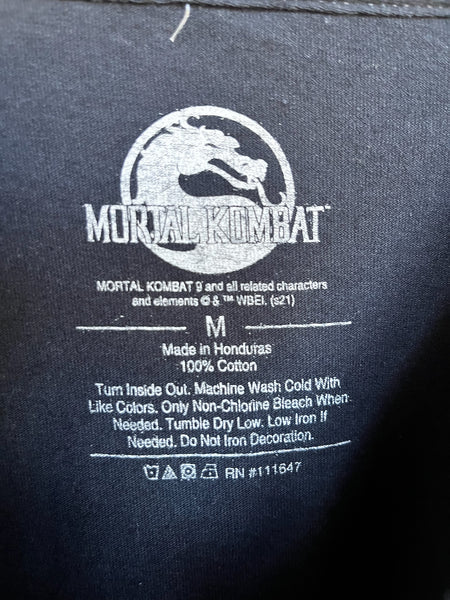 MORTAL KOMBAT
MORTAL KOMBAT 9 and all related characters
and elements © & ™ WBEI. (s21)
M
Made in Honduras
100% Cotton
Turn Inside Out. Machine Wash Cold With
Like Colors. Only Non-Chlorine Bleach When
Needed. Tumble Dry Low. Low Iron If
Needed. Do Not Iron Decoration.
RN #111647